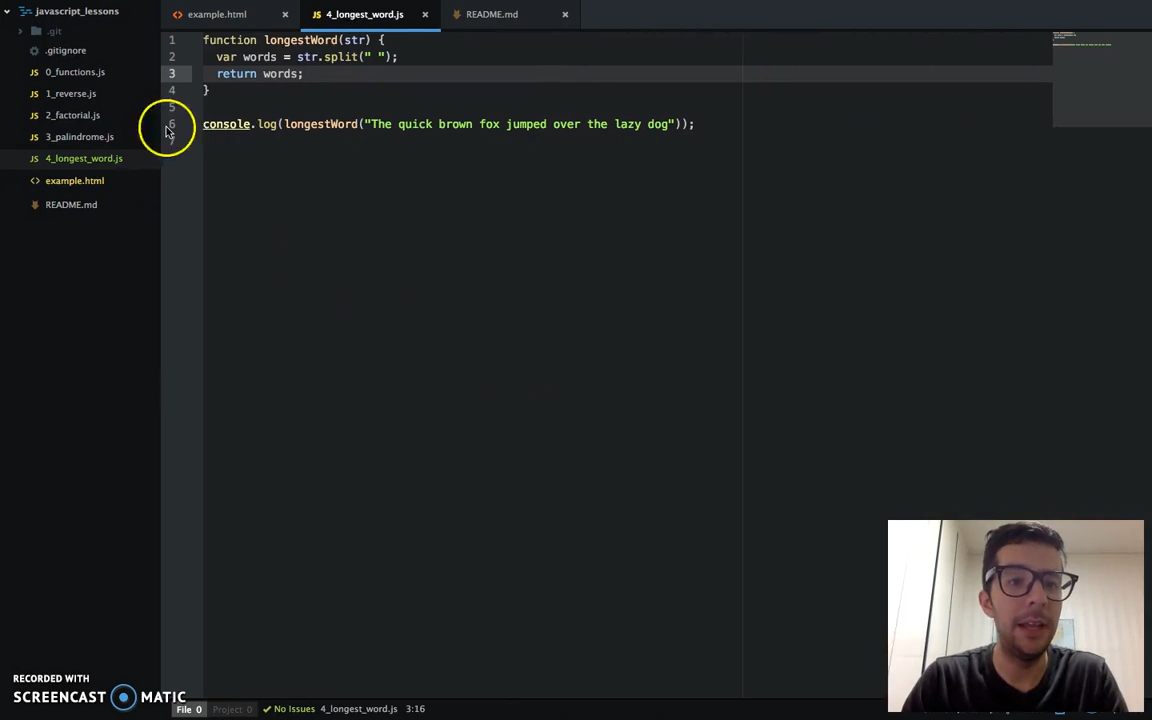 javascript_lessons
.git
.gitignore
0_functions.js
1_reverse.js
2_factorial.js
3_palindrome.js
4_longest_word.js
example.html
README.md
example.html
4_longest_word.js
README.md
1 function longestWord(str) {
2 var words = str.split(" ");
3 return words;
4 }
5
6 console.log(longestWord("The quick brown fox jumped over the lazy dog"));
7
RECORDED WITH
SCREENCAST MATIC
File 0 Project 0 No Issues 4_longest_word.js 3:16